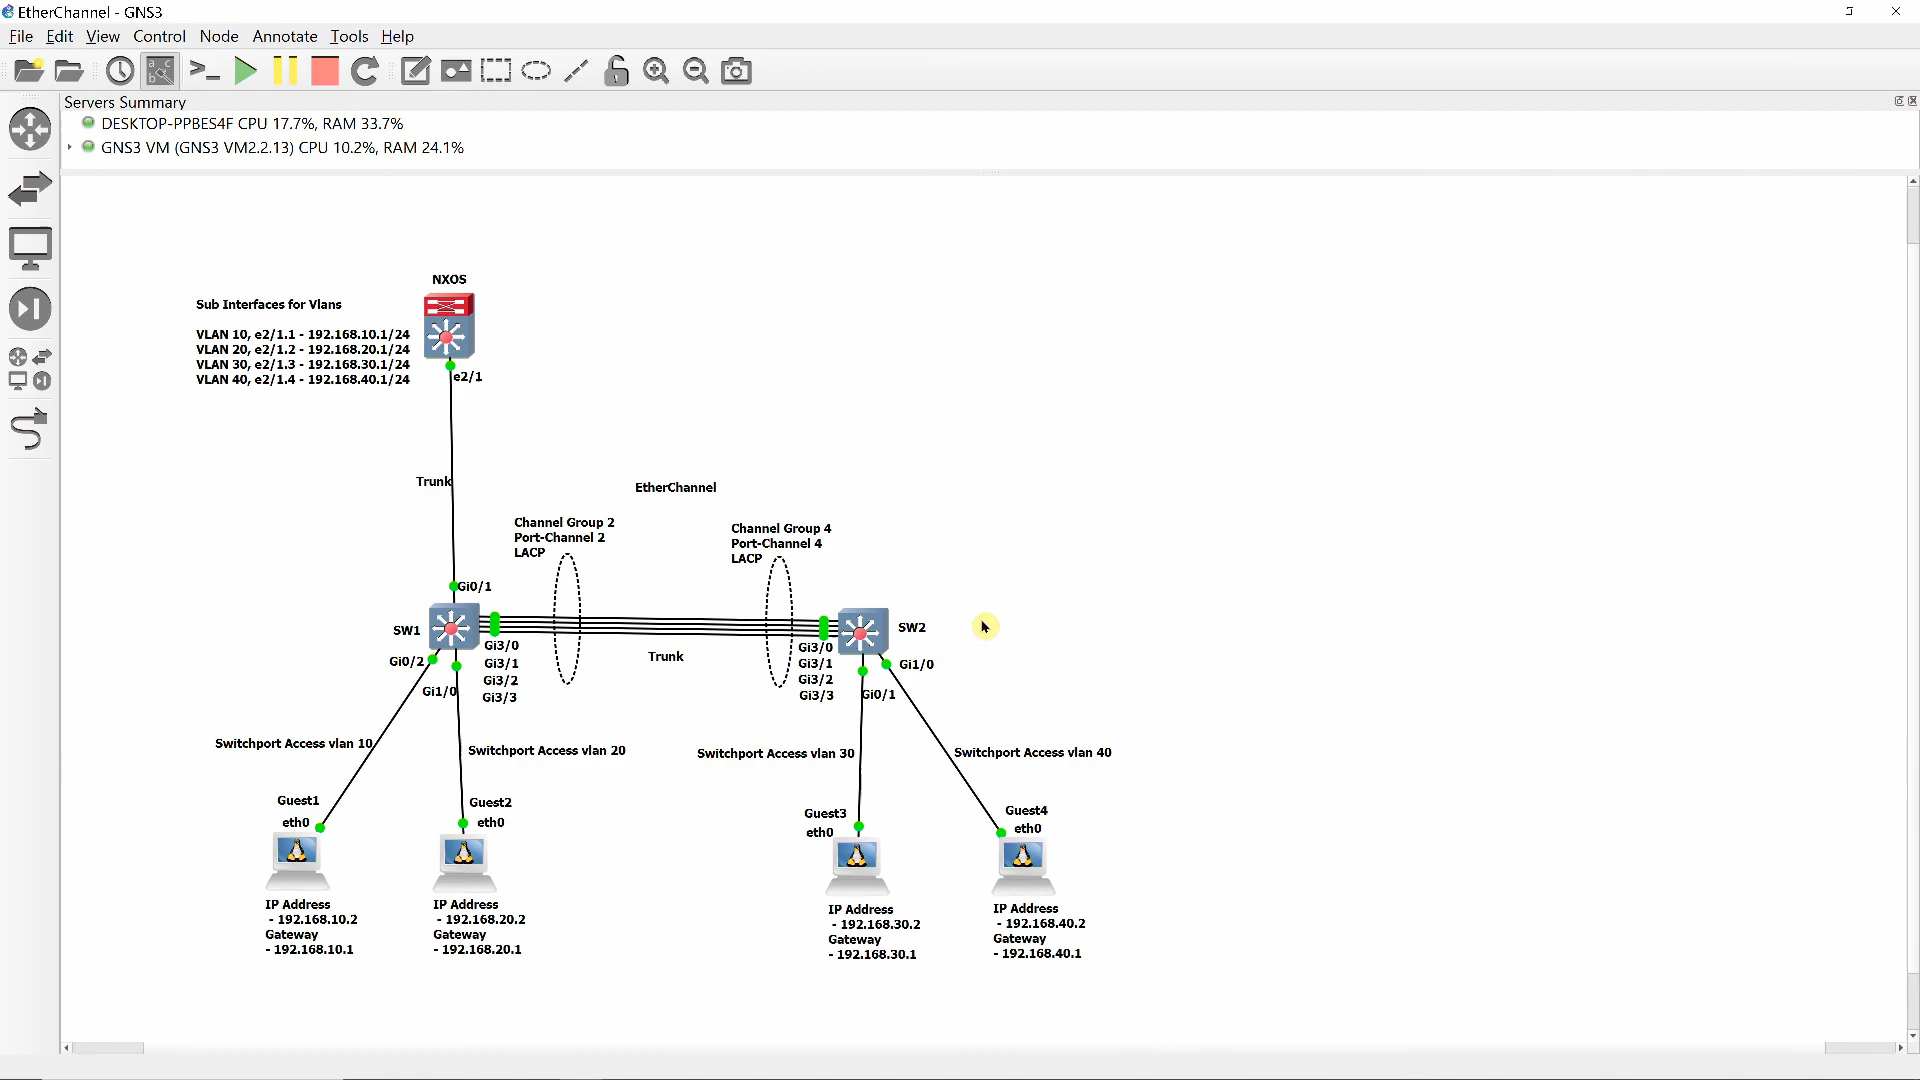 EtherChannel - GNS3
File Edit View Control Node Annotate Tools Help
Servers Summary
DESKTOP-PPBES4F CPU 17.7%, RAM 33.7%
GNS3 VM (GNS3 VM2.2.13) CPU 10.2%, RAM 24.1%
NXOS
Sub Interfaces for Vlans
VLAN 10, e2/1.1 - 192.168.10.1/24
VLAN 20, e2/1.2 - 192.168.20.1/24
VLAN 30, e2/1.3 - 192.168.30.1/24
VLAN 40, e2/1.4 - 192.168.40.1/24
e2/1
Trunk
EtherChannel
Channel Group 2
Port-Channel 2
LACP
Channel Group 4
Port-Channel 4
LACP
Gi0/1
SW1
SW2
Gi0/2
Gi1/0
Gi3/0
Gi3/1
Gi3/2
Gi3/3
Trunk
Gi3/0
Gi3/1
Gi3/2
Gi3/3
Gi1/0
Gi0/1
Switchport Access vlan 10
Switchport Access vlan 20
Switchport Access vlan 30
Switchport Access vlan 40
Guest1
eth0
Guest2
eth0
Guest3
eth0
Guest4
eth0
IP Address
- 192.168.10.2
Gateway
- 192.168.10.1
IP Address
- 192.168.20.2
Gateway
- 192.168.20.1
IP Address
- 192.168.30.2
Gateway
- 192.168.30.1
IP Address
- 192.168.40.2
Gateway
- 192.168.40.1